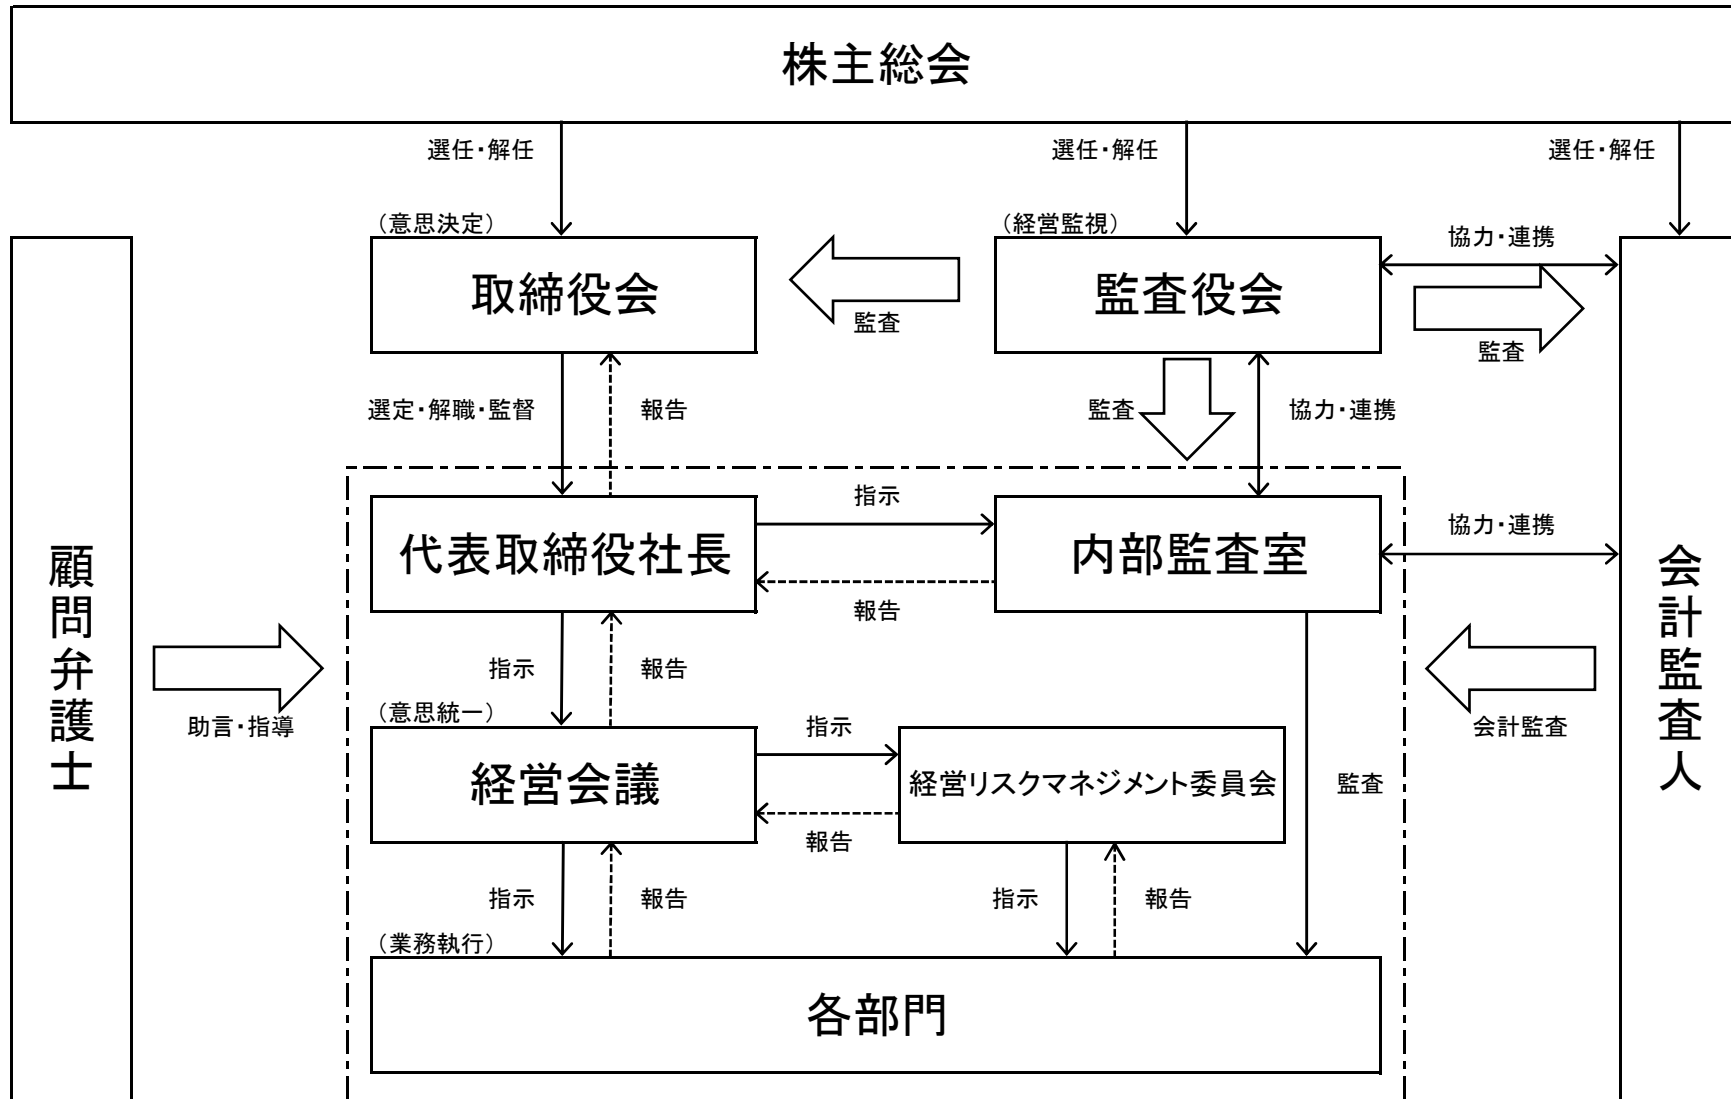 株主総会
選任・解任
選任・解任
選任・解任
（意思決定）
（経営監視）
取締役会
監査
監査役会
協力・連携
監査
選定・解職・監督
報告
監査
協力・連携
代表取締役社長
指示
報告
内部監査室
協力・連携
顧問弁護士
会計監査人
助言・指導
指示
報告
会計監査
（意思統一）
経営会議
指示
報告
経営リスクマネジメント委員会
監査
指示
報告
指示
報告
（業務執行）
各部門